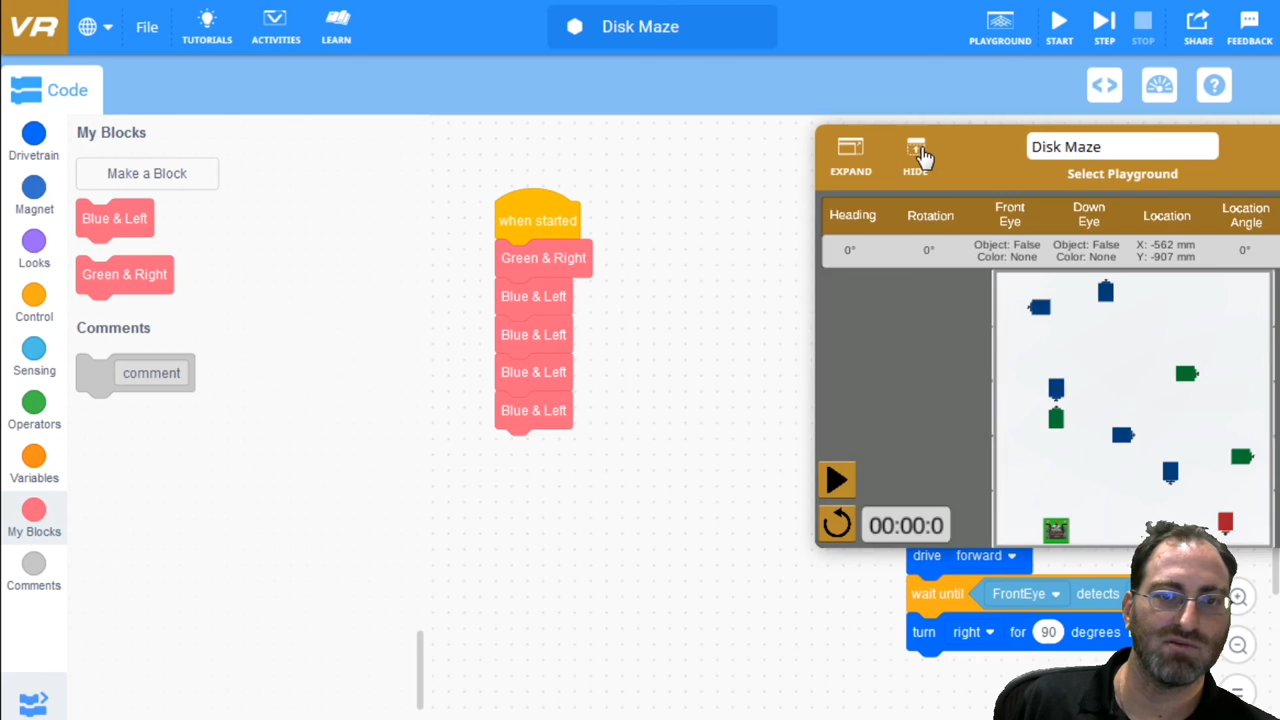 VR
File
TUTORIALS
ACTIVITIES
LEARN
Disk Maze
PLAYGROUND
START
STEP
STOP
SHARE
FEEDBACK
Code
Drivetrain
Magnet
Looks
Control
Sensing
Operators
Variables
My Blocks
Comments
My Blocks
Make a Block
Blue & Left
Green & Right
Comments
comment
when started
Green & Right
Blue & Left
Blue & Left
Blue & Left
Blue & Left
EXPAND
HIDE
Disk Maze
Select Playground
Heading Rotation Front Eye Down Eye Location Location Angle
0° 0° Object: False Object: False X: -562 mm 0°
Color: None Color: None Y: -907 mm
00:00:0
drive forward
wait until FrontEye detects
turn right for 90 degrees